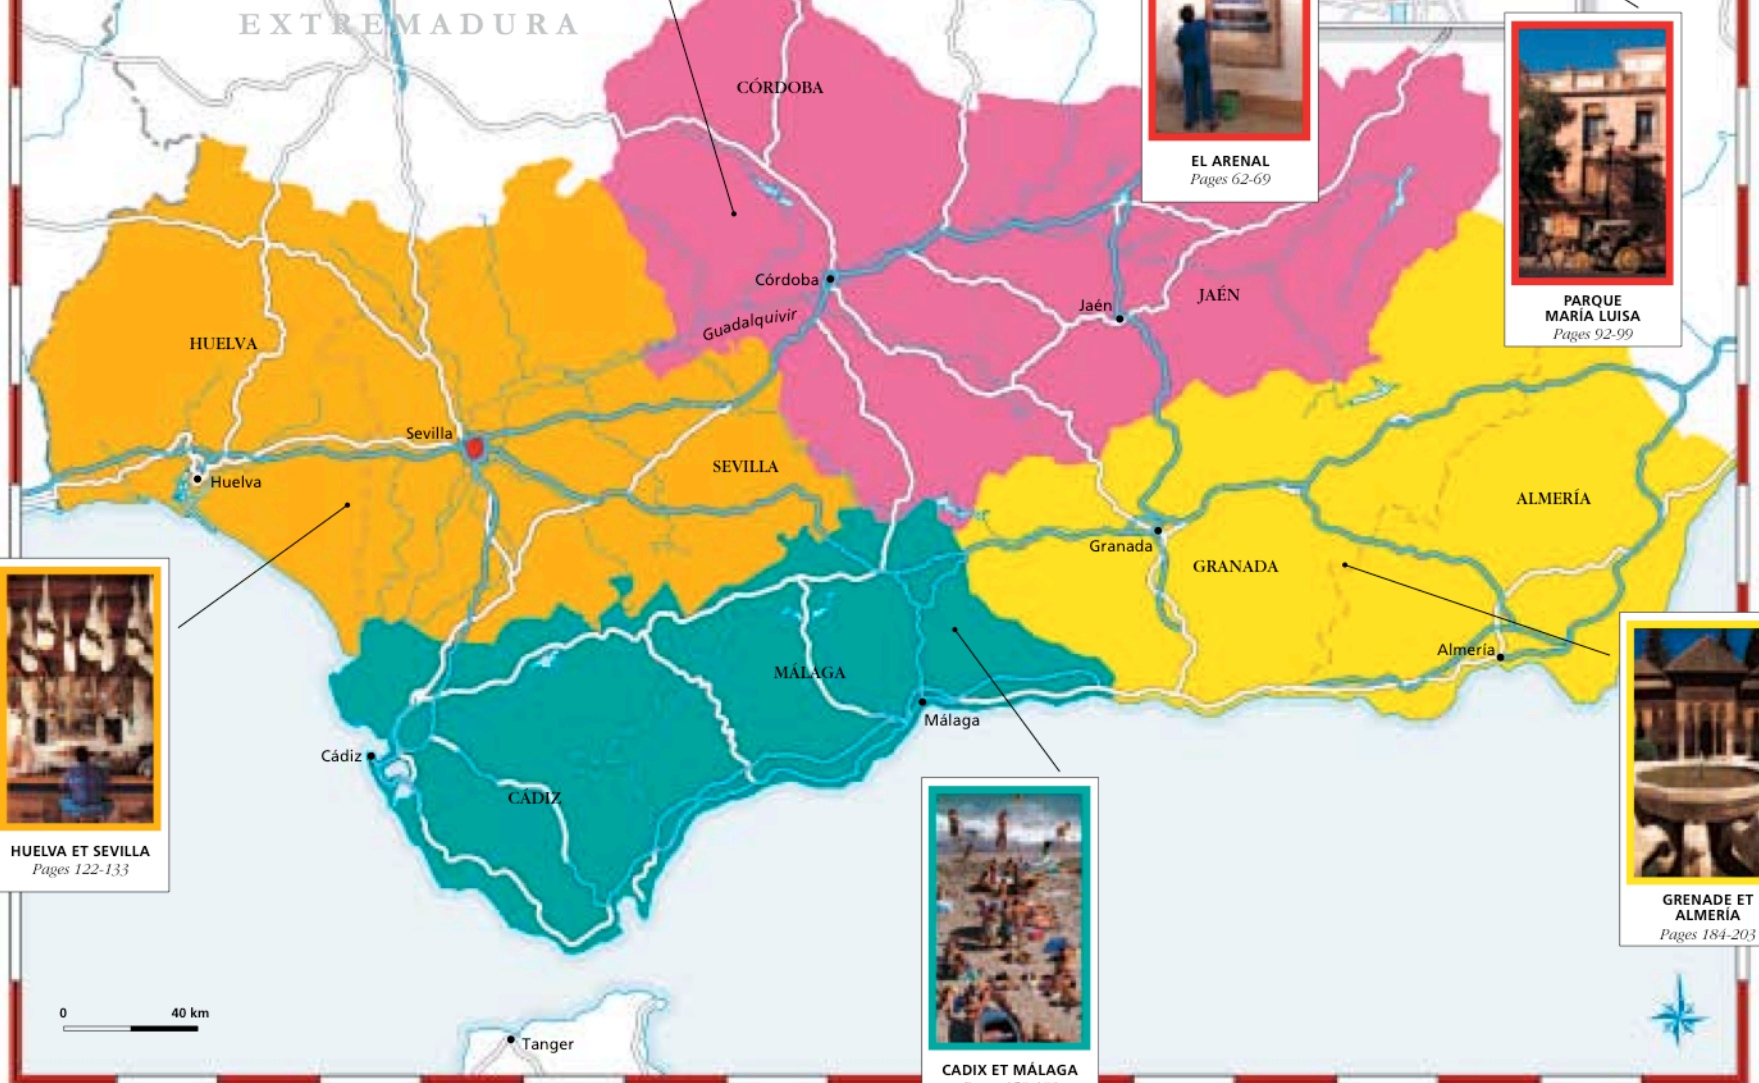 EXTREMADURA
CÓRDOBA
EL ARENAL
Pages 62-69
PARQUE
MARÍA LUISA
Pages 92-99
Córdoba
Guadalquivir
Jaén
JAÉN
HUELVA
Sevilla
SEVILLA
Huelva
ALMERÍA
Granada
GRANADA
Almería
MÁLAGA
Málaga
Cádiz
CÁDIZ
HUELVA ET SEVILLA
Pages 122-133
GRENADE ET
ALMERÍA
Pages 184-203
0 40 km
Tanger
CADIX ET MÁLAGA